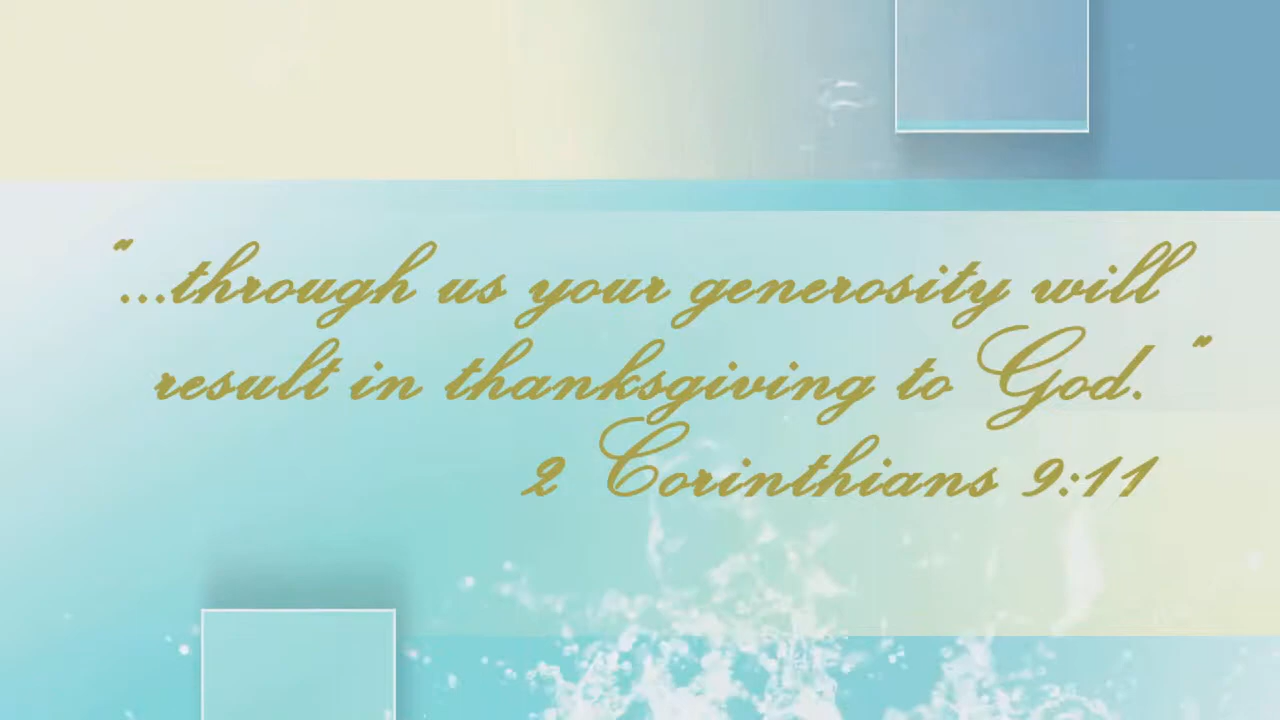 "...through us your generosity will
result in thanksgiving to God. "
2 Corinthians 9:11